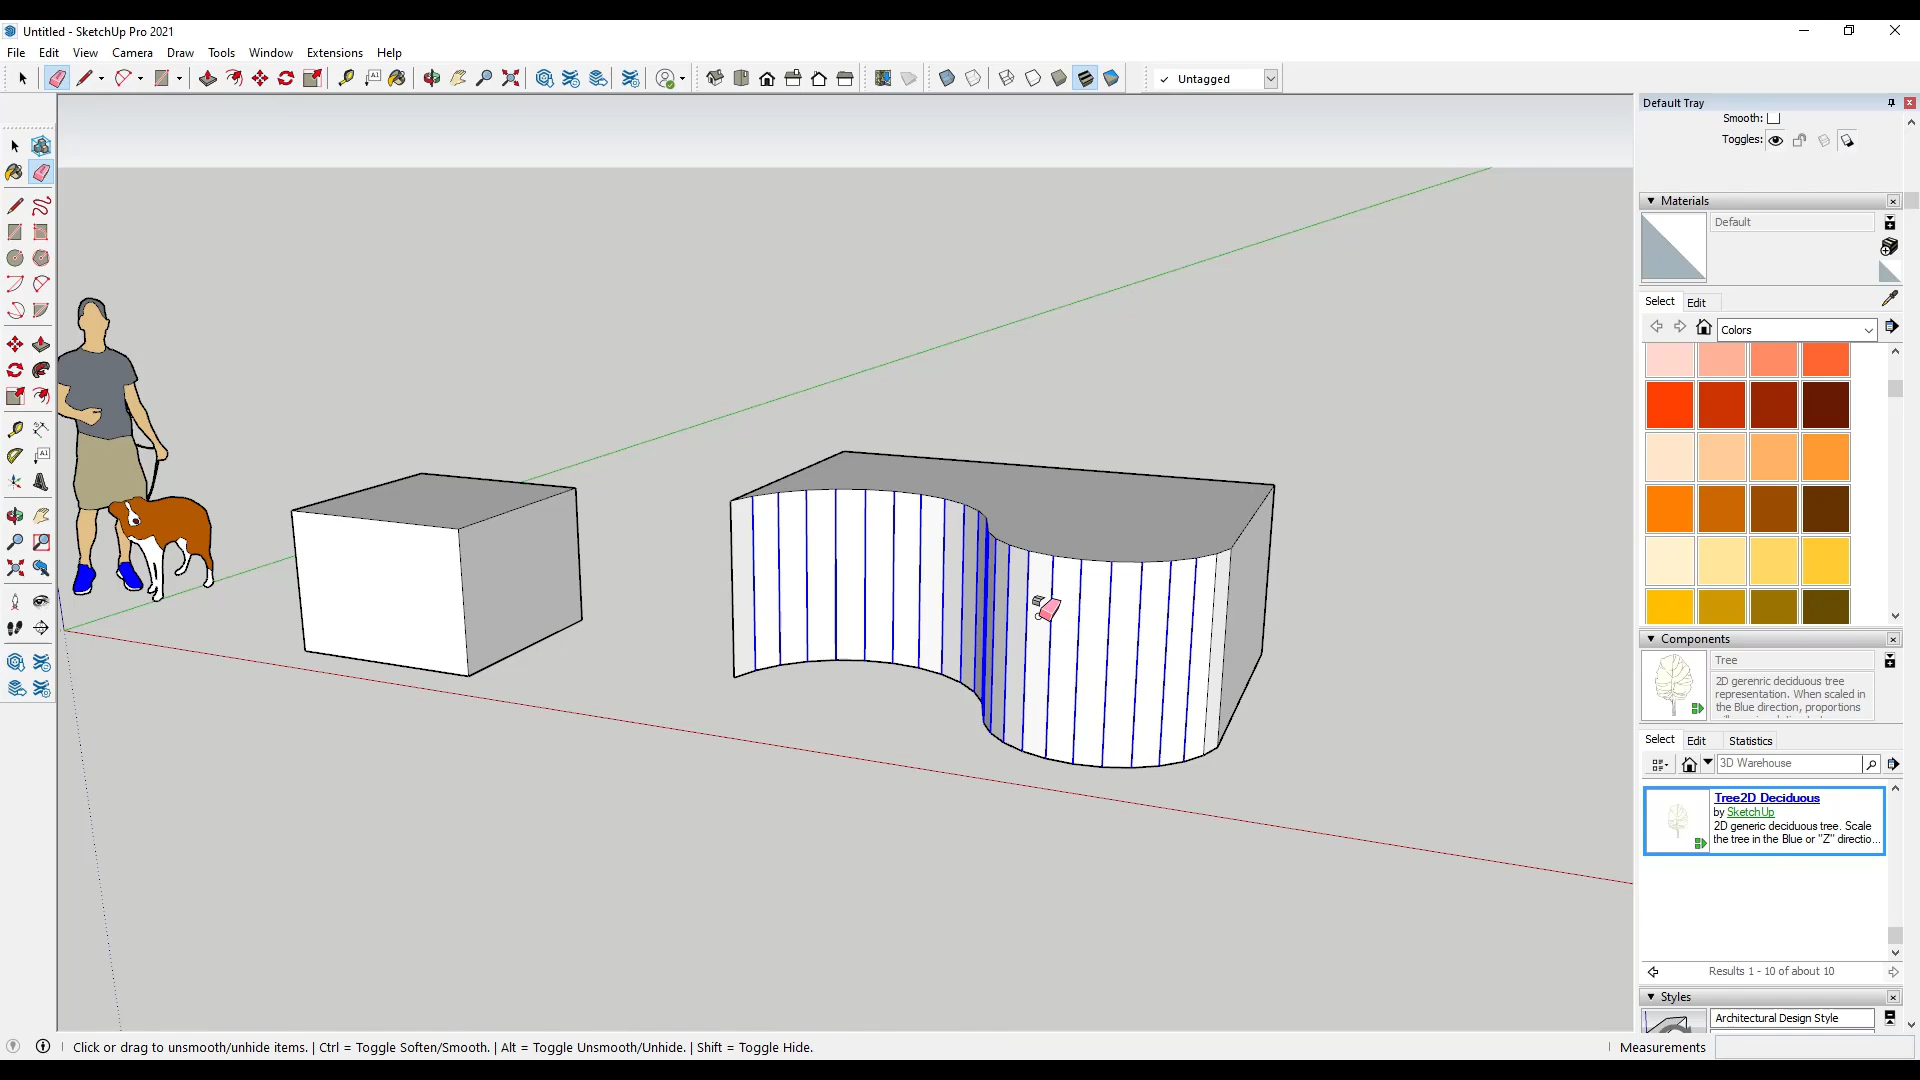 Untitled - SketchUp Pro 2021
File Edit View Camera Draw Tools Window Extensions Help
Untagged
Default Tray
Smooth:
Toggles:
Materials
Default
Select Edit
Colors
Components
Tree
2D gerenric deciduous tree
representation. When scaled in
the Blue direction, proportions
Select Edit Statistics
3D Warehouse
Tree2D Deciduous
by SketchUp
2D generic deciduous tree. Scale
the tree in the Blue or "Z" directio...
Results 1 - 10 of about 10
Styles
Architectural Design Style
Click or drag to unsmooth/unhide items. | Ctrl = Toggle Soften/Smooth. | Alt = Toggle Unsmooth/Unhide. | Shift = Toggle Hide.
Measurements